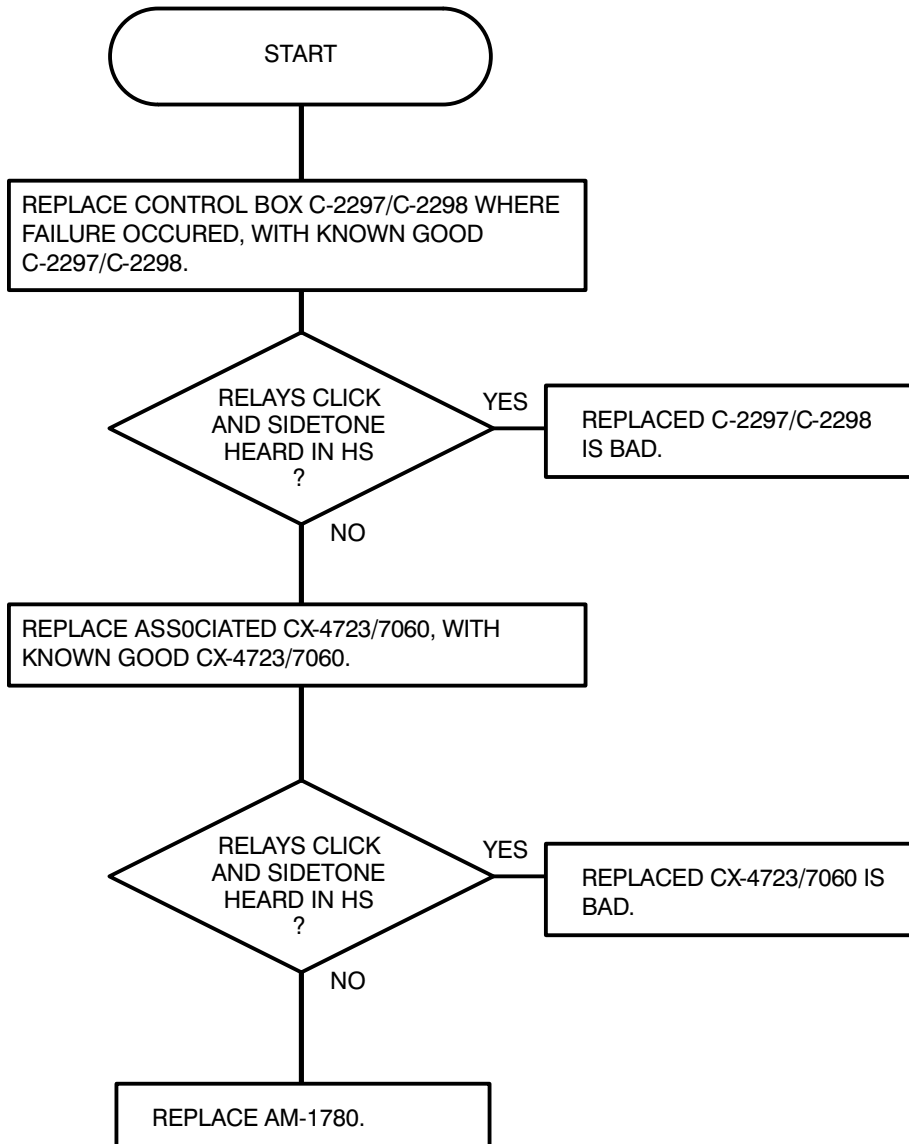 START
REPLACE CONTROL BOX C-2297/C-2298 WHERE
FAILURE OCCURED, WITH KNOWN GOOD
C-2297/C-2298.
RELAYS CLICK
AND SIDETONE
HEARD IN HS
?
YES
REPLACED C-2297/C-2298
IS BAD.
NO
REPLACE ASS0CIATED CX-4723/7060, WITH
KNOWN GOOD CX-4723/7060.
RELAYS CLICK
AND SIDETONE
HEARD IN HS
?
YES
REPLACED CX-4723/7060 IS
BAD.
NO
REPLACE AM-1780.